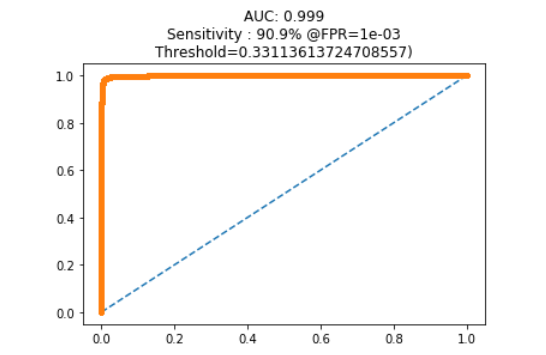 AUC: 0.999
Sensitivity : 90.9% @FPR=1e-03
Threshold=0.33113613724708557)
1.0
0.8
0.6
0.4
0.2
0.0
0.0 0.2 0.4 0.6 0.8 1.0